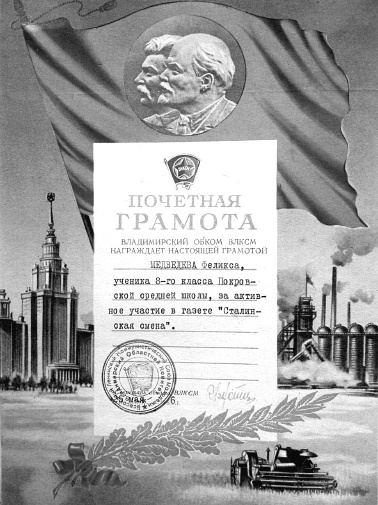 ПОЧЕТНАЯ
ГРАМОТА
ВЛАДИМИРСКИЙ ОБКОМ ВЛКСМ
НАГРАЖДАЕТ НАСТОЯЩЕЙ ГРАМОТОЙ
МЕДВЕДЕВА Феликса,
ученика 8-го класса Покров-
ской средней школы, за актив-
ное участие в газете "Сталин-
ская смена".
ВЛКСМ